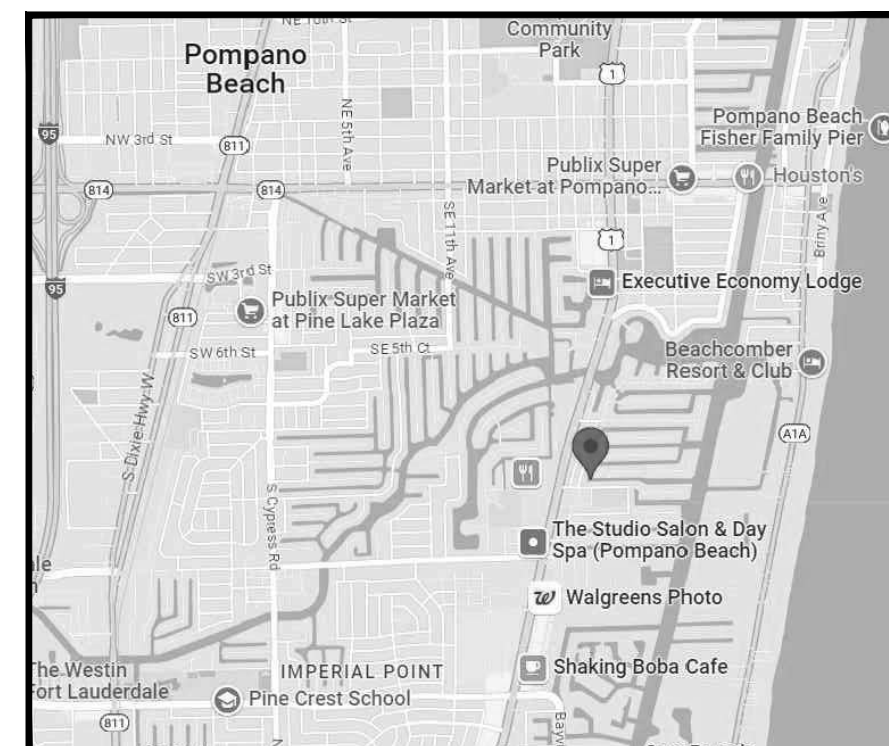 NE 10th St
Community
Park
Pompano
Beach
1
95
NW 3rd St
811
NE 5th Ave
Pompano Beach
Fisher Family Pier
Publix Super
Market at Pompano...
Houston's
814
814
SE 11th Ave
Briny Ave
1
SW 3rd St
95
Executive Economy Lodge
Publix Super Market
at Pine Lake Plaza
811
SW 6th St
SE 5th Ct
Beachcomber
Resort & Club
S Dixie Hwy W
A1A
S Cypress Rd
The Studio Salon & Day
Spa (Pompano Beach)
Walgreens Photo
The Westin
Fort Lauderdale
IMPERIAL POINT
Shaking Boba Cafe
Pine Crest School
811